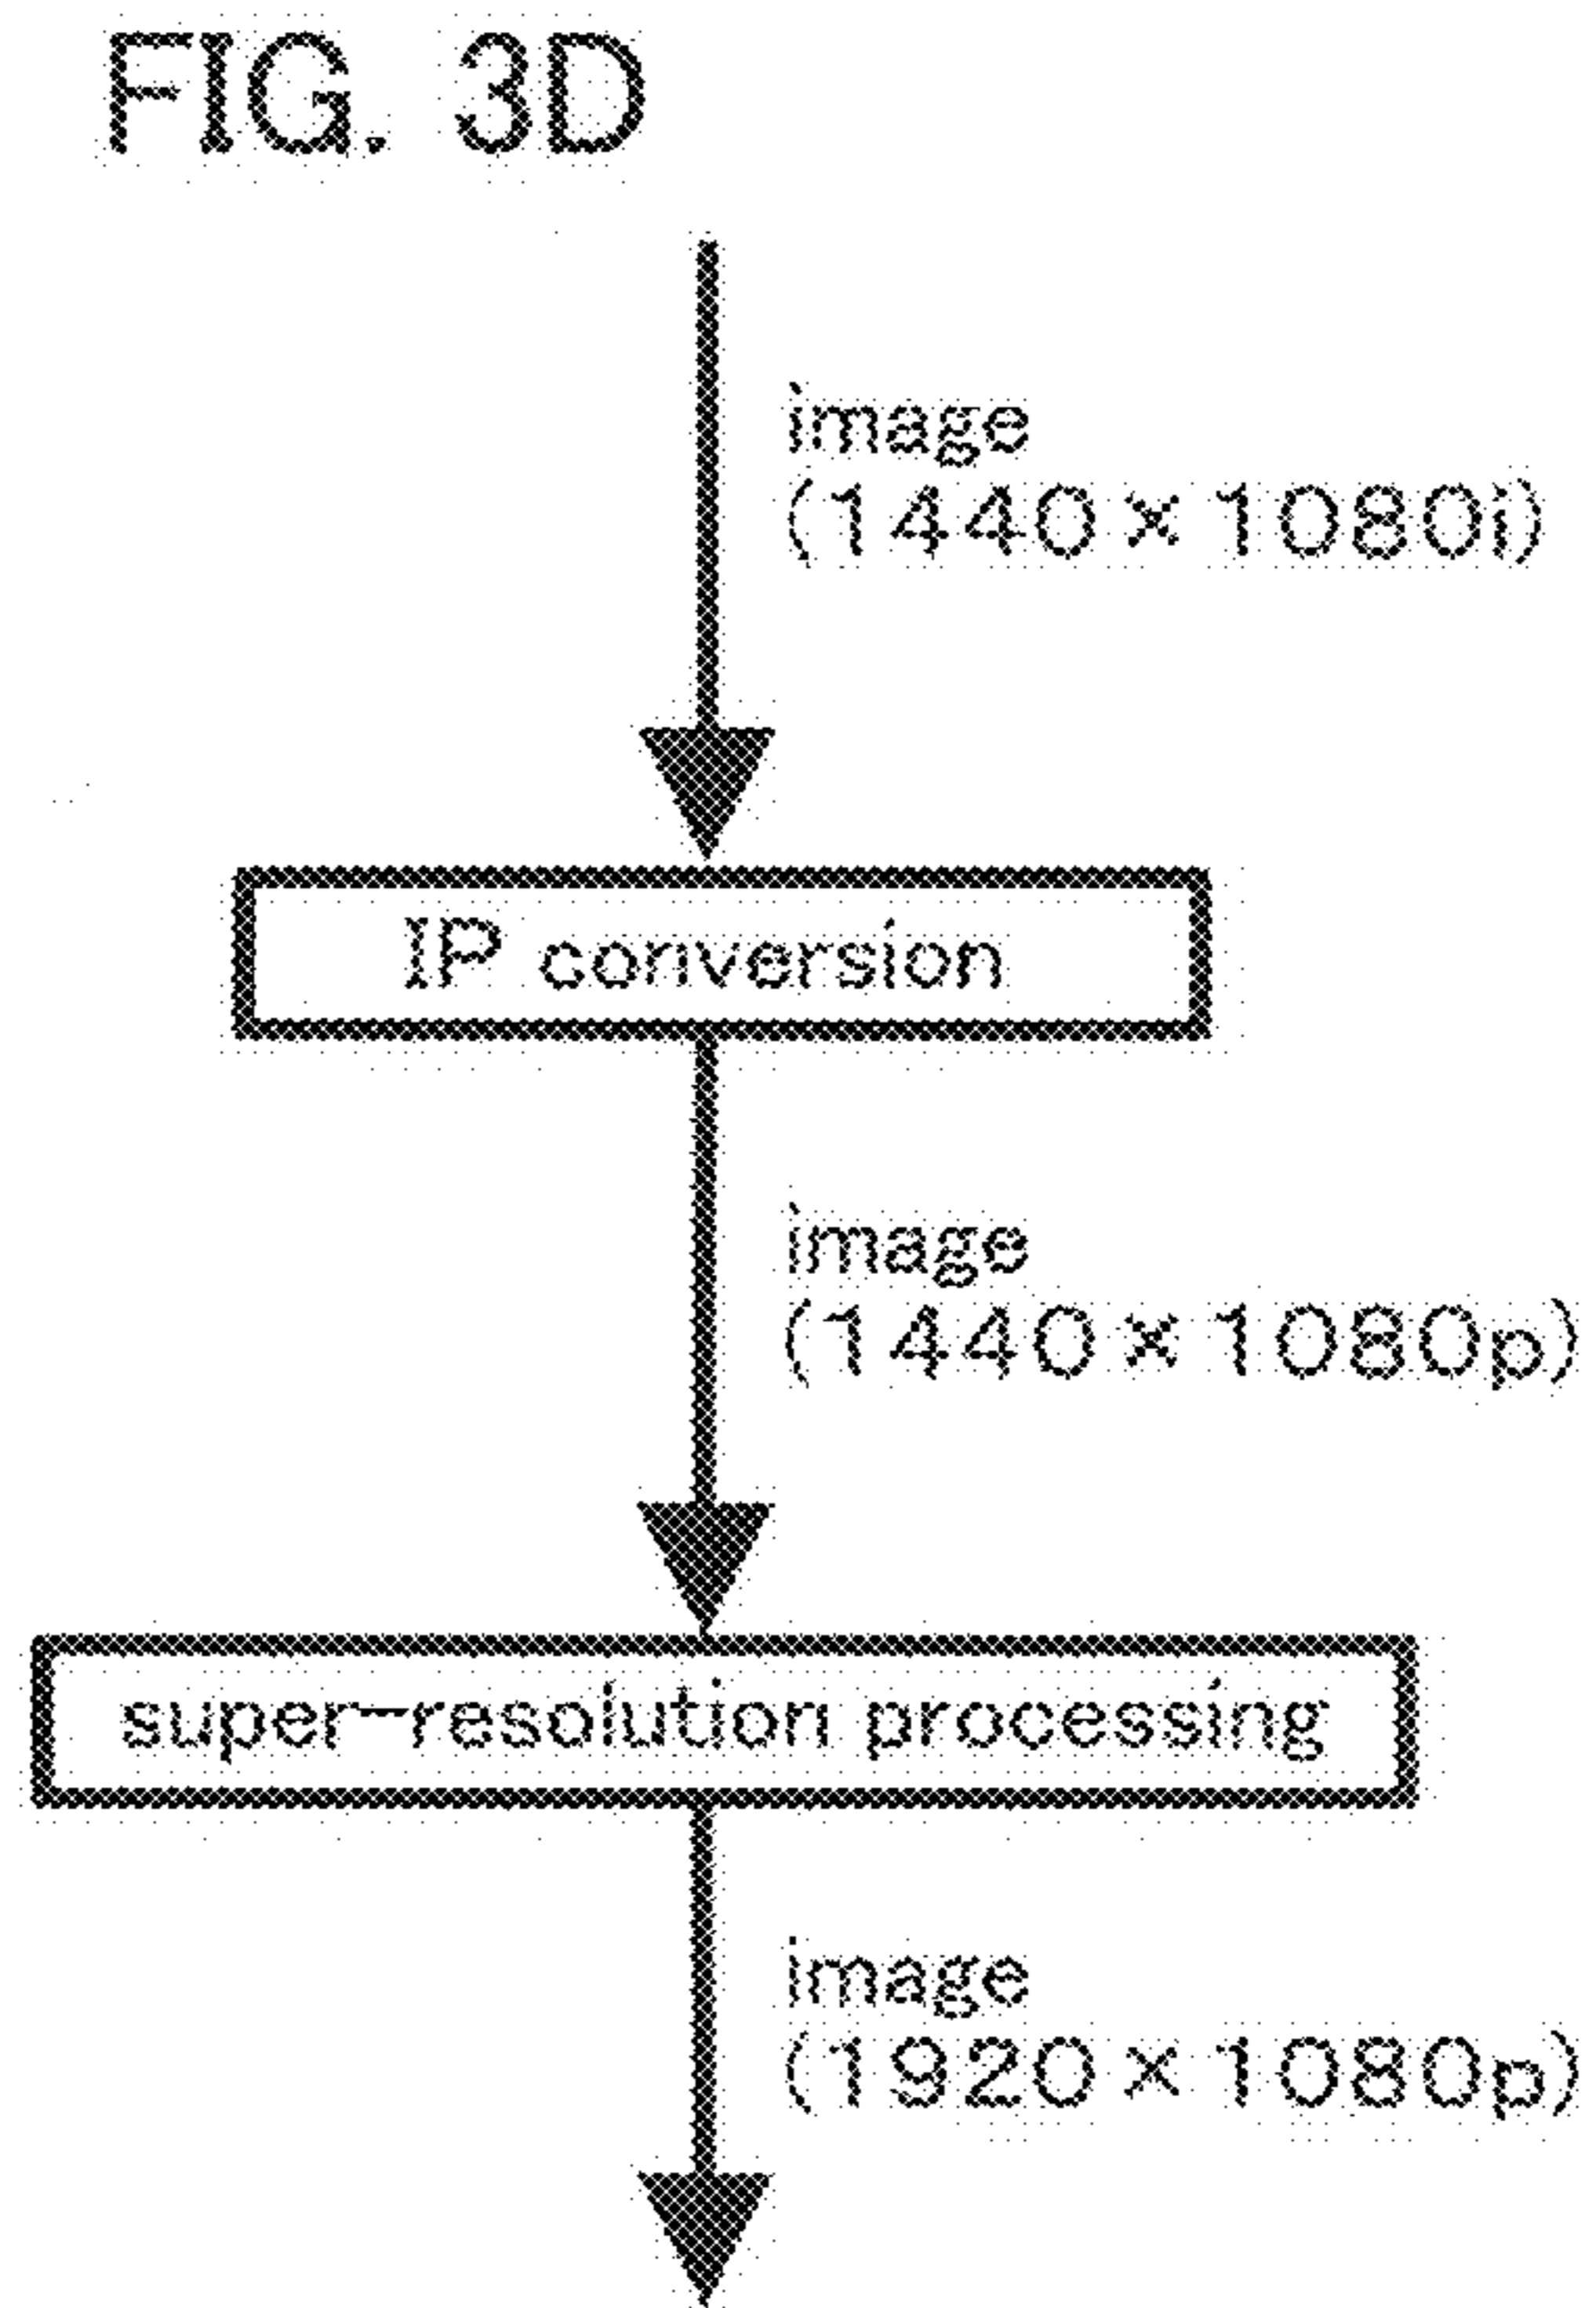 FIG. 3D
image
(1440×1080i)
IP conversion
image
(1440×1080p)
super-resolution processing
image
(1920×1080p)